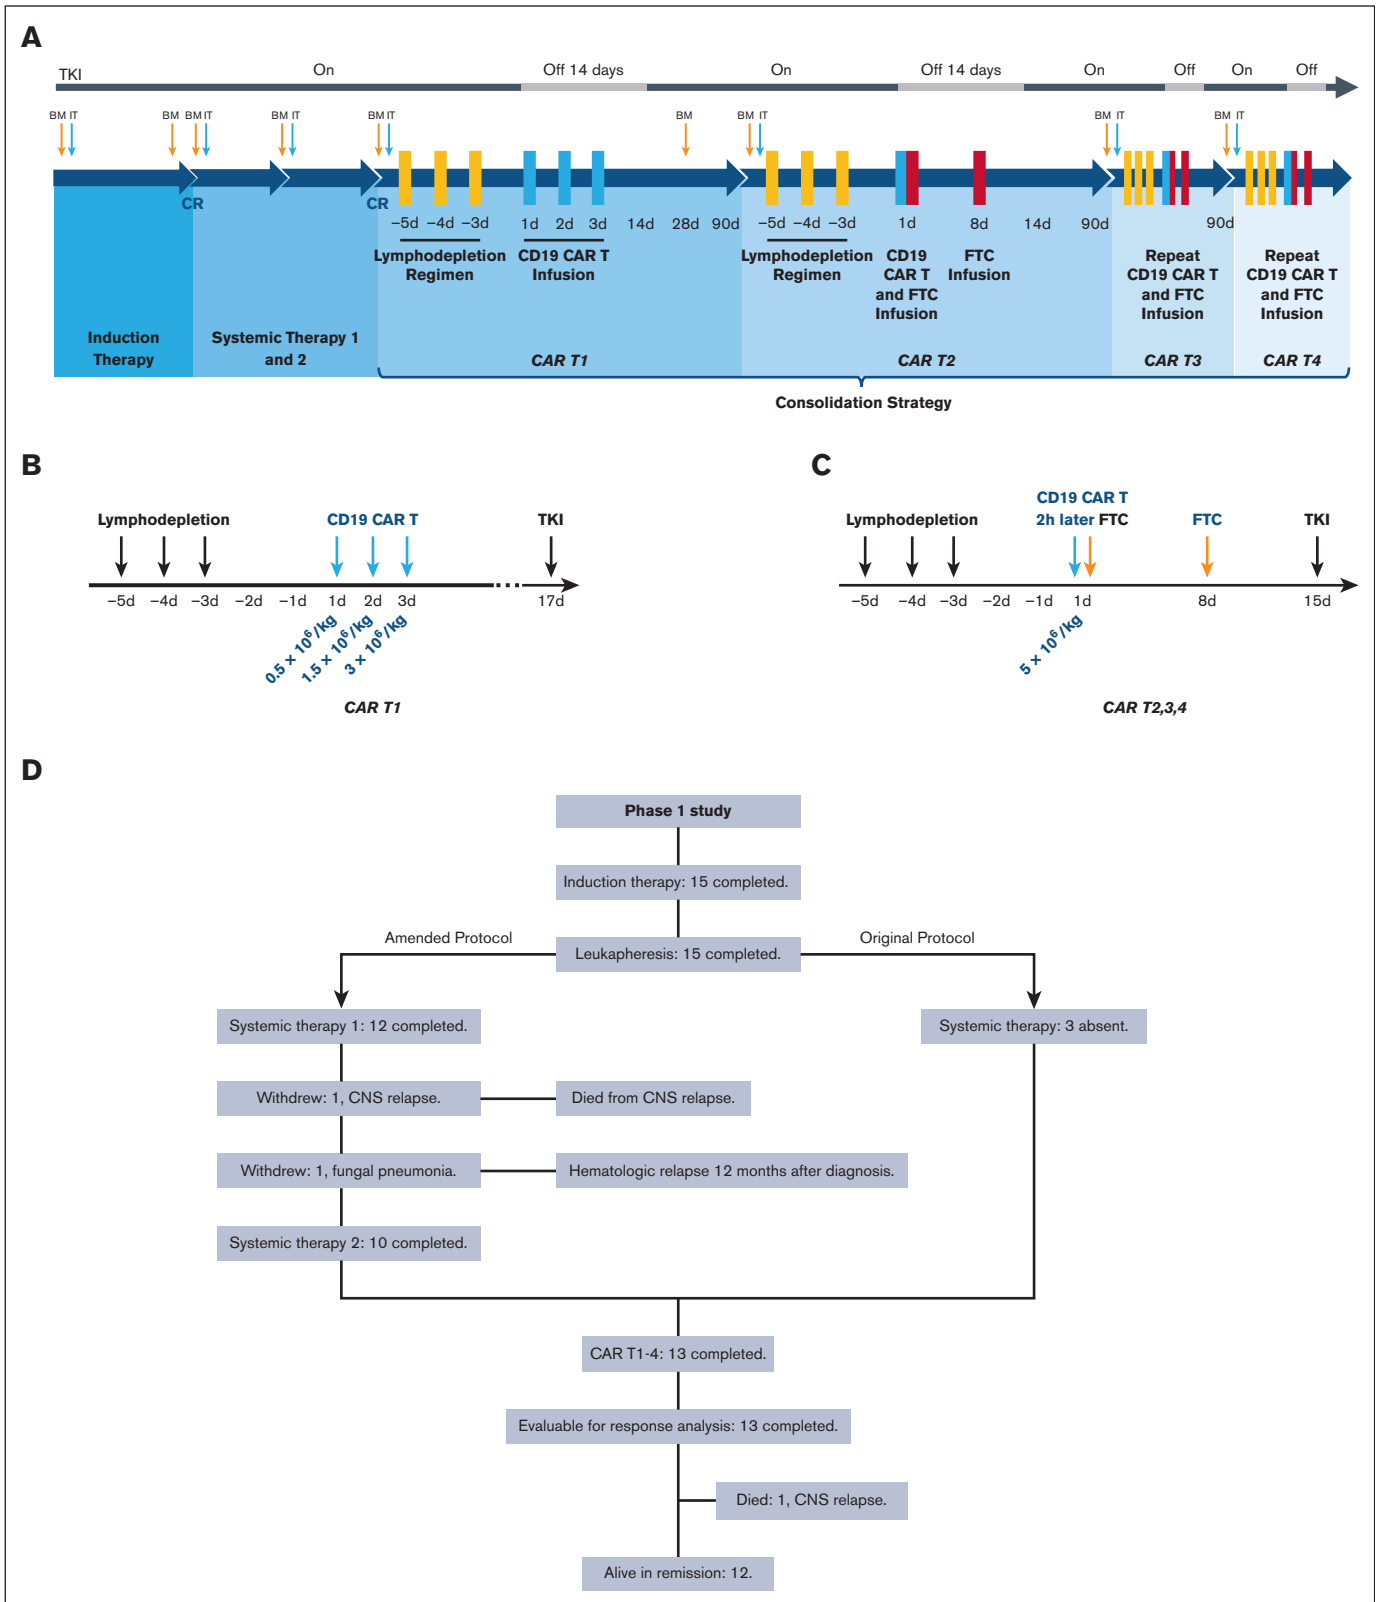 A
TKI
On
Off 14 days
On
Off 14 days
On
Off
On
Off
BM IT
BM
BM IT
BM IT
BM IT
BM
BM IT
BM IT
BM IT
CR
CR
−5d
−4d
−3d
1d
2d
3d
14d
28d
90d
−5d
−4d
−3d
1d
8d
14d
90d
90d
Lymphodepletion
Regimen
CD19 CAR T
Infusion
Lymphodepletion
Regimen
CD19
CAR T
and FTC
Infusion
FTC
Infusion
Repeat
CD19 CAR T
and FTC
Infusion
Repeat
CD19 CAR T
and FTC
Infusion
Induction
Therapy
Systemic Therapy 1
and 2
CAR T1
CAR T2
CAR T3
CAR T4
Consolidation Strategy
B
Lymphodepletion
CD19 CAR T
TKI
−5d
−4d
−3d
−2d
−1d
1d
2d
3d
17d
0.5 × 10⁶/kg
1.5 × 10⁶/kg
3 × 10⁶/kg
CAR T1
C
Lymphodepletion
CD19 CAR T
2h later FTC
FTC
TKI
−5d
−4d
−3d
−2d
−1d
1d
8d
15d
5 × 10⁶/kg
CAR T2,3,4
D
Phase 1 study
Induction therapy: 15 completed.
Amended Protocol
Leukapheresis: 15 completed.
Original Protocol
Systemic therapy 1: 12 completed.
Systemic therapy: 3 absent.
Withdrew: 1, CNS relapse.
Died from CNS relapse.
Withdrew: 1, fungal pneumonia.
Hematologic relapse 12 months after diagnosis.
Systemic therapy 2: 10 completed.
CAR T1-4: 13 completed.
Evaluable for response analysis: 13 completed.
Died: 1, CNS relapse.
Alive in remission: 12.